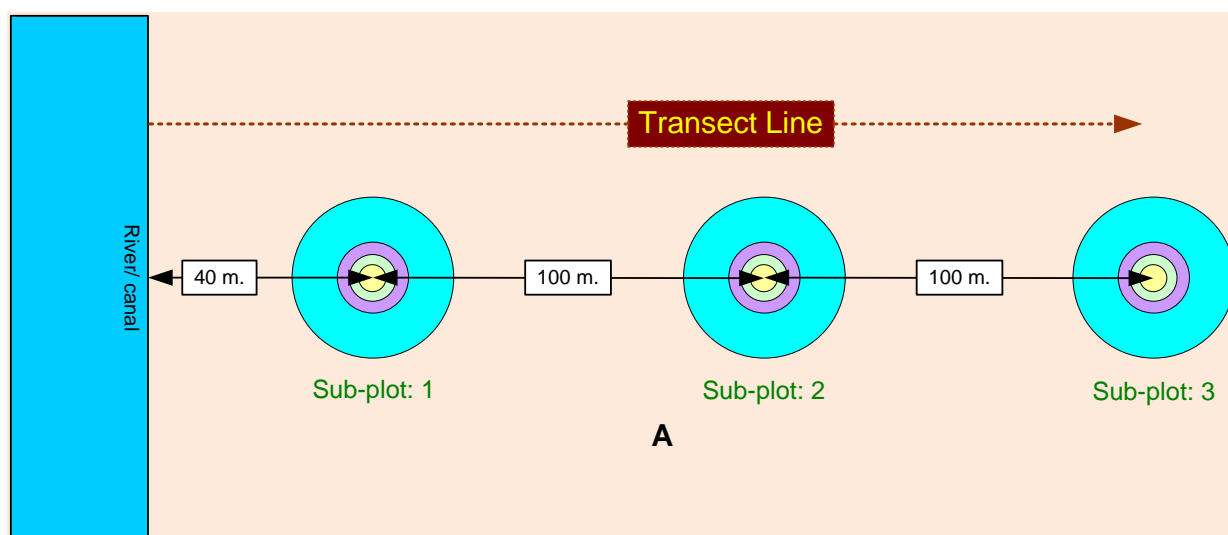 Transect Line
River/ canal
40 m.
100 m.
100 m.
Sub-plot: 1
Sub-plot: 2
Sub-plot: 3
A